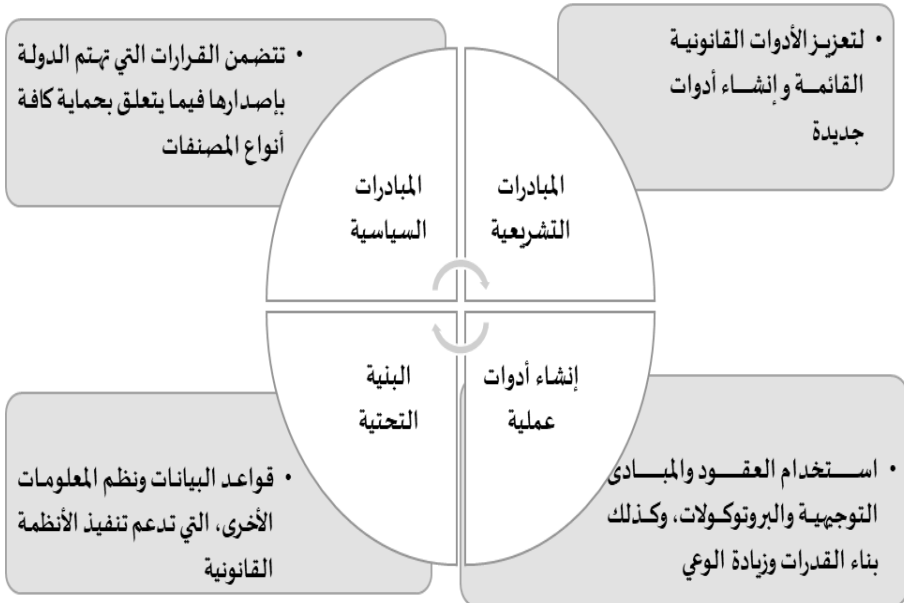 • لتعزيز الأدوات القانونية
القائمة وإنشاء أدوات
جديدة
المبادرات
التشريعية
• تتضمن القرارات التي تهتم الدولة
بإصدارها فيما يتعلق بحماية كافة
أنواع المصنفات
المبادرات
السياسية
إنشاء أدوات
عملية
• استخدام العقود والمبادئ
التوجيهية والبروتوكولات، وكذلك
بناء القدرات وزيادة الوعي
البنية
التحتية
• قواعد البيانات ونظم المعلومات
الأخرى، التي تدعم تنفيذ الأنظمة
القانونية